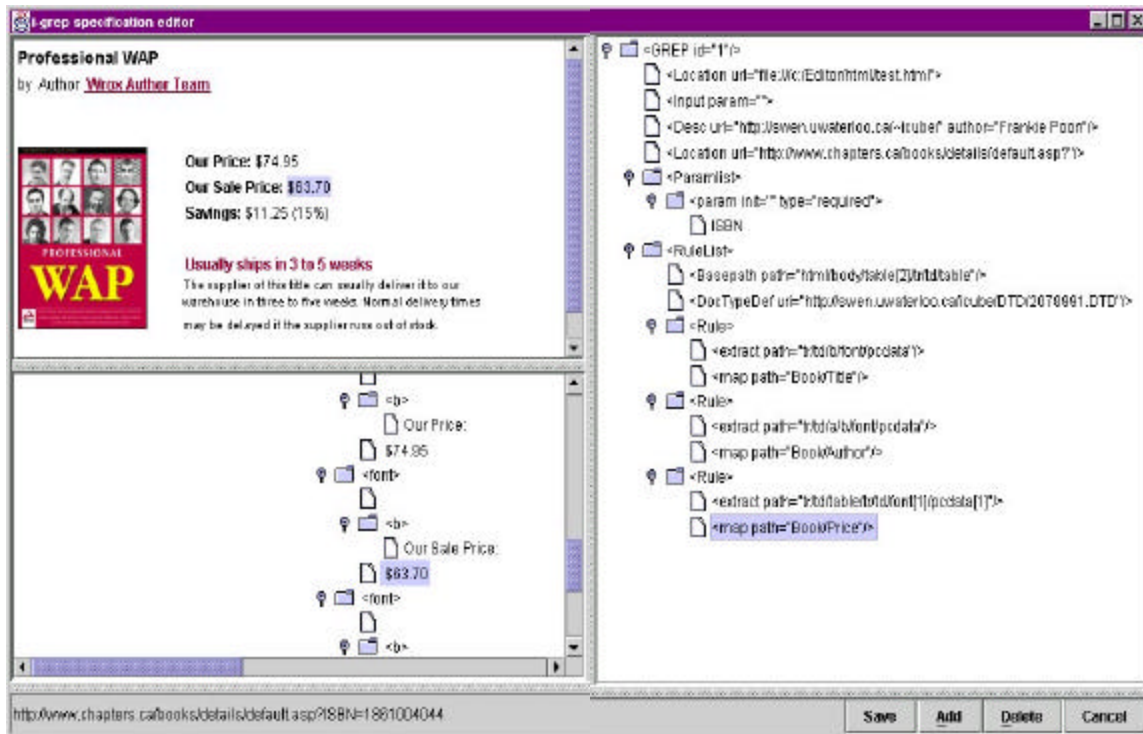 i-grep specification editor
Professional WAP
by Author Wrox Author Team
Our Price: $74.95
Our Sale Price: $63.70
Savings: $11.25 (15%)
PROFESSIONAL
WAP
Usually ships in 3 to 5 weeks
The supplier of this title can usually deliver it to our
warehouse in three to five weeks. Normal delivery times
may be delayed if the supplier runs out of stock.
<b>
Our Price:
$74.95
<font>
<b>
Our Sale Price:
$63.70
<font>
<b>
<GREP id="1"/>
<Location url="file://c:/Editor/html/test.html">
<Input param="">
<Desc url="http://swen.uwaterloo.ca/~icube/" author="Frankie Poon"/>
<Location url="http://www.chapters.ca/books/details/default.asp?"/>
<Paramlist>
<param init="" type="required">
ISBN
<RuleList>
<Basepath path="html/body/table[2]/tr/td/table"/>
<DocTypeDef url="http://swen.uwaterloo.ca/icube/DTD/2078991.DTD"/>
<Rule>
<extract path="tr/td/b/font/pcdata"/>
<map path="Book/Title"/>
<Rule>
<extract path="tr/td/a/b/font/pcdata"/>
<map path="Book/Author"/>
<Rule>
<extract path="tr/td/table/tr/td/font[1]/pcdata[1]"/>
<map path="Book/Price"/>
http://www.chapters.ca/books/details/default.asp?ISBN=1861004044
Save Add Delete Cancel